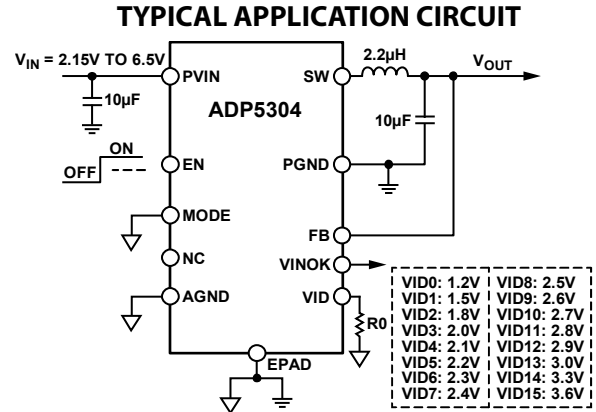 TYPICAL APPLICATION CIRCUIT
VIN = 2.15V TO 6.5V
10µF
PVIN
SW
2.2µH
VOUT
ADP5304
10µF
ON
OFF
EN
PGND
MODE
FB
NC
VINOK
AGND
VID
R0
EPAD
VID0: 1.2V
VID1: 1.5V
VID2: 1.8V
VID3: 2.0V
VID4: 2.1V
VID5: 2.2V
VID6: 2.3V
VID7: 2.4V
VID8: 2.5V
VID9: 2.6V
VID10: 2.7V
VID11: 2.8V
VID12: 2.9V
VID13: 3.0V
VID14: 3.3V
VID15: 3.6V